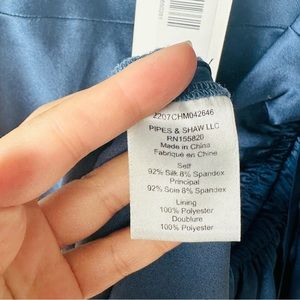 2207CHM042646
PIPES & SHAW LLC
RN155820
Made in China
Fabriqué en Chine
Self
92% Silk 8% Spandex
Principal
92% Soie 8% Spandex
Lining
100% Polyester
Doublure
100% Polyester